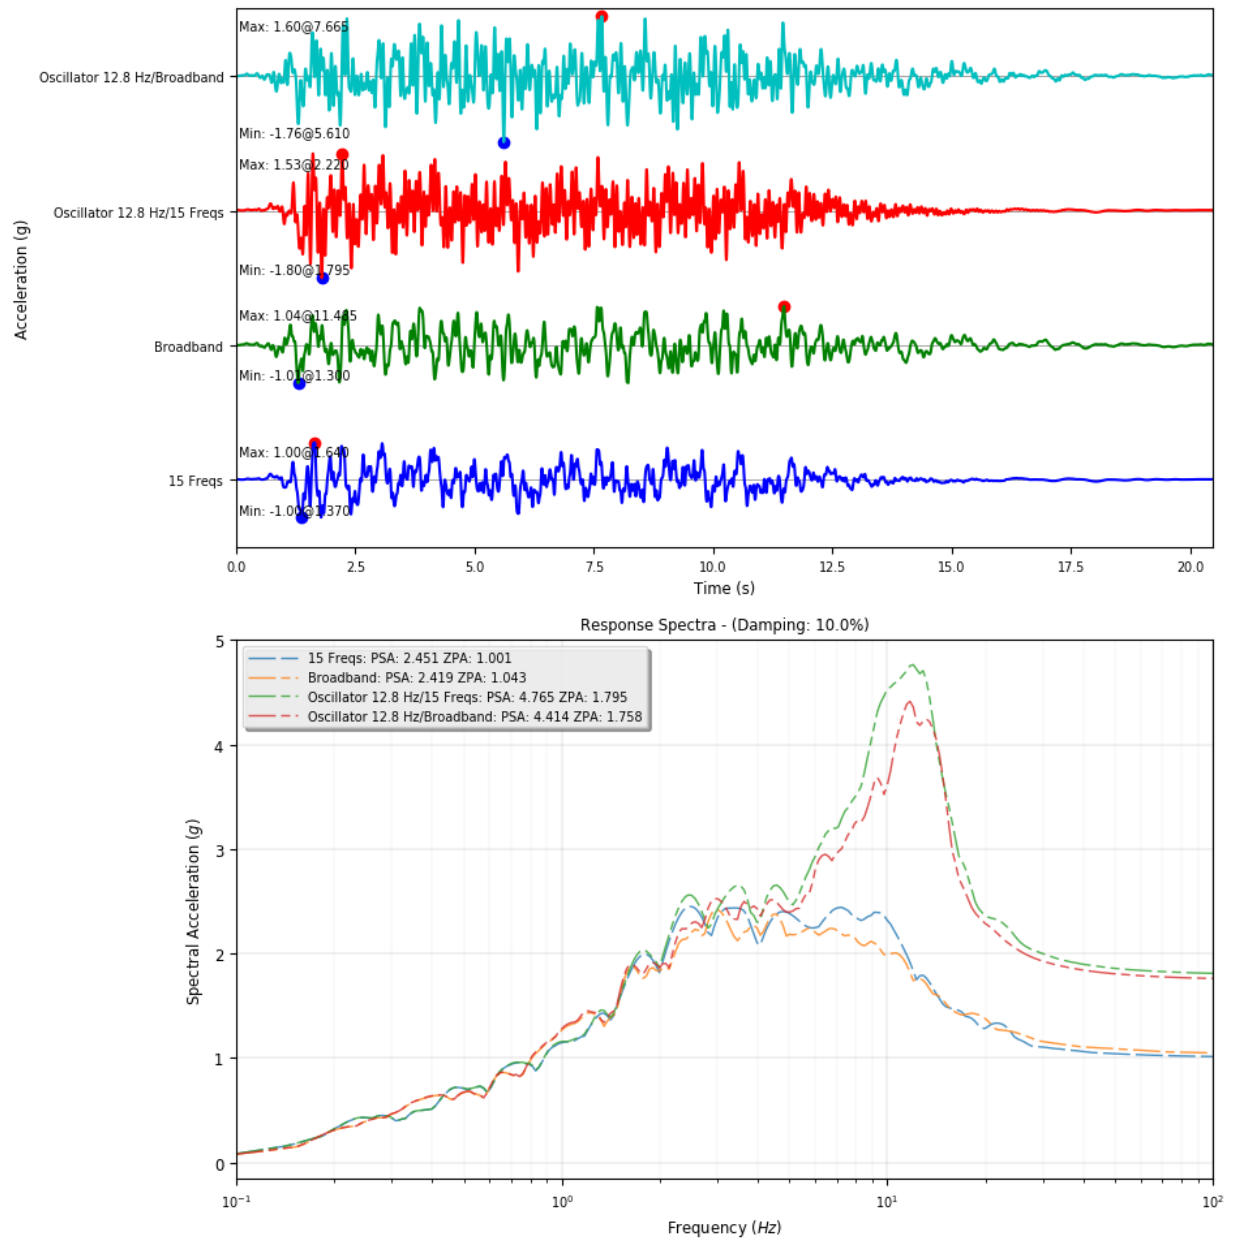 Max: 1.60@7.665
Oscillator 12.8 Hz/Broadband
Min: -1.76@5.610
Max: 1.53@2.220
Oscillator 12.8 Hz/15 Freqs
Min: -1.80@1.795
Max: 1.04@11.485
Broadband
Min: -1.01@1.300
Max: 1.00@1.640
15 Freqs
Min: -1.00@1.370
Acceleration (g)
0.0 2.5 5.0 7.5 10.0 12.5 15.0 17.5 20.0
Time (s)
Response Spectra - (Damping: 10.0%)
15 Freqs: PSA: 2.451 ZPA: 1.001
Broadband: PSA: 2.419 ZPA: 1.043
Oscillator 12.8 Hz/15 Freqs: PSA: 4.765 ZPA: 1.795
Oscillator 12.8 Hz/Broadband: PSA: 4.414 ZPA: 1.758
5
4
3
2
1
0
Spectral Acceleration (g)
10⁻¹ 10⁰ 10¹ 10²
Frequency (Hz)